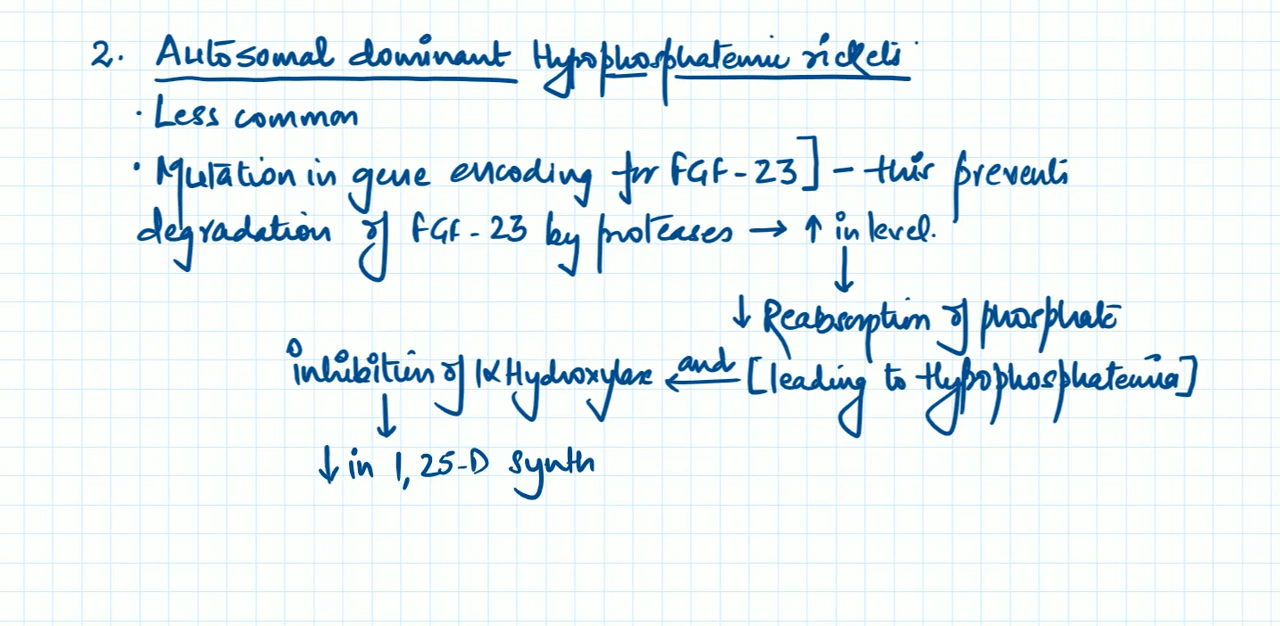 2. Autosomal dominant Hypophosphatemic rickets
· Less common
· Mutation in gene encoding for FGF-23] - this prevents
degradation of FGF-23 by proteases → ↑ in level.
↓
↓ Reabsorption of phosphate
[leading to Hypophosphatemia]
and ←
inhibition of 1α Hydroxylase
↓
↓ in 1,25-D synth